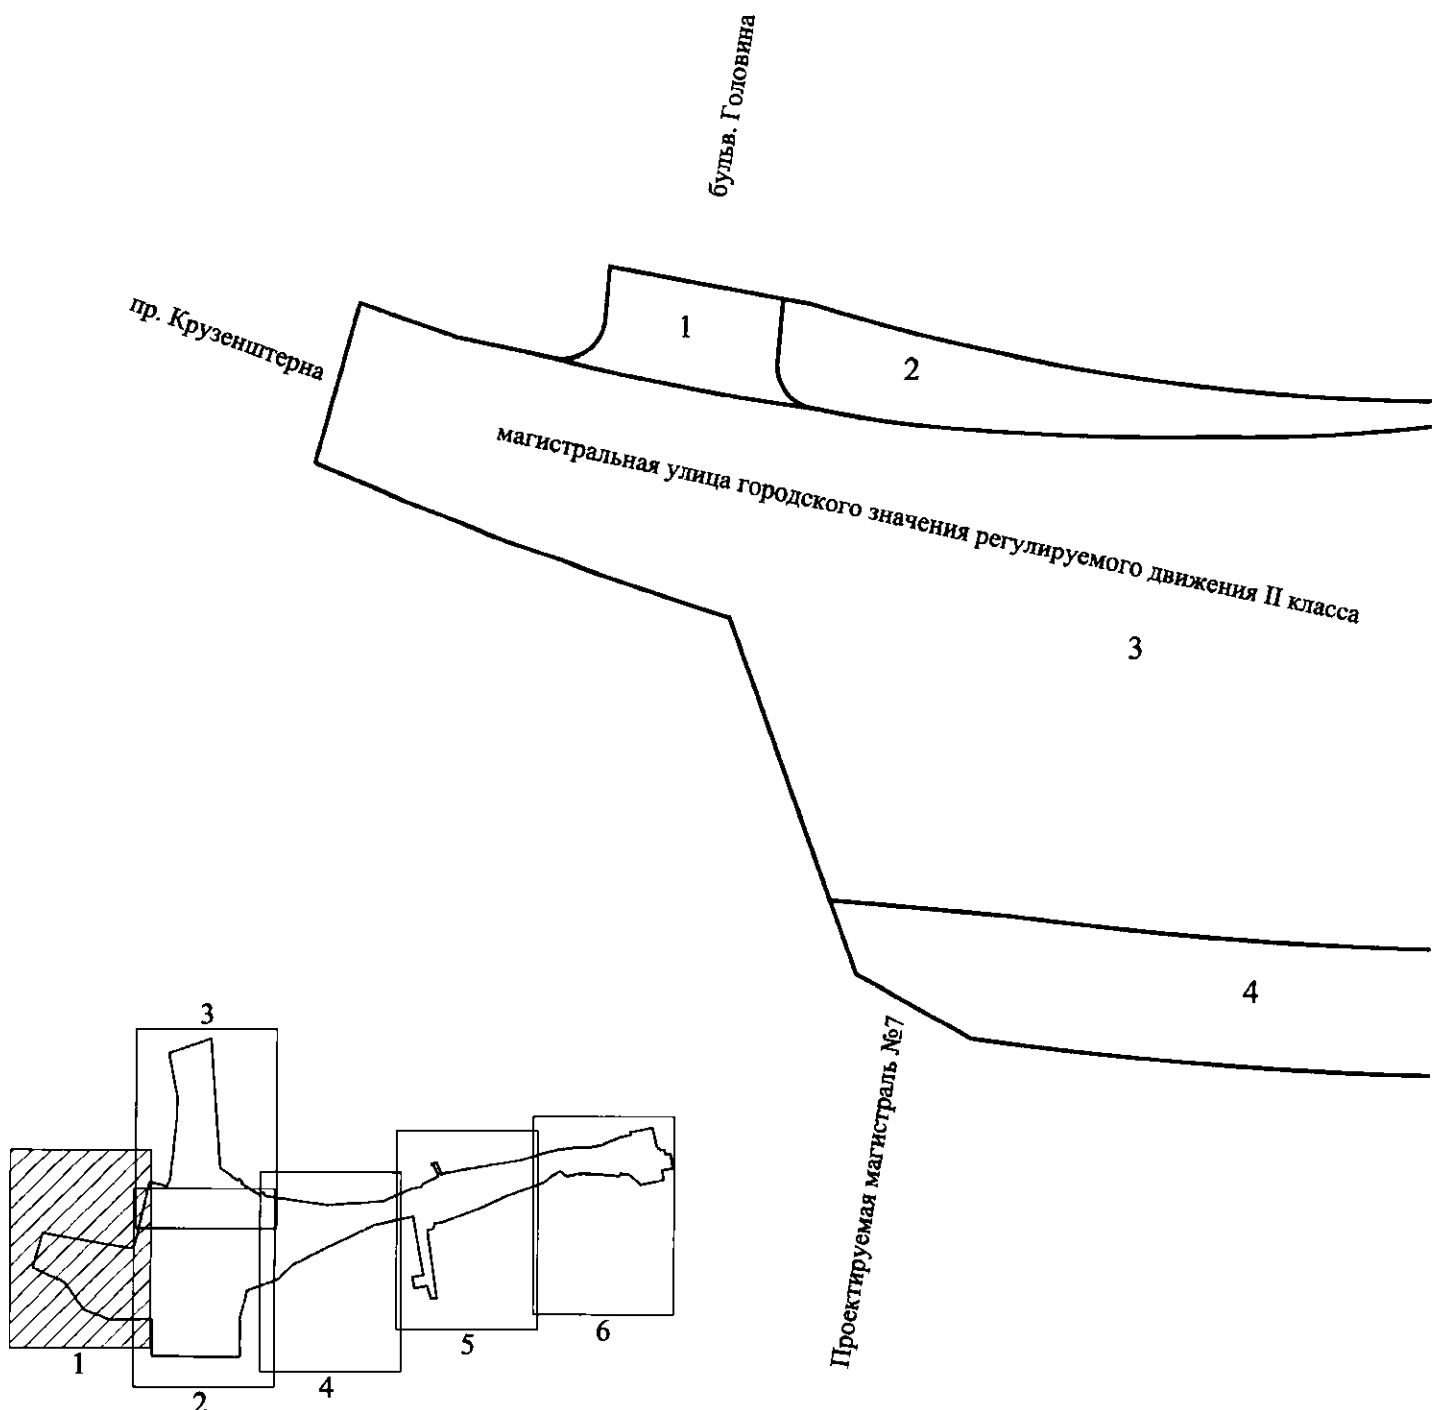 бульв. Головина
пр. Крузенштерна
1
2
магистральная улица городского значения регулируемого движения II класса
3
4
Проектируемая магистраль №7
3
1
2
4
5
6